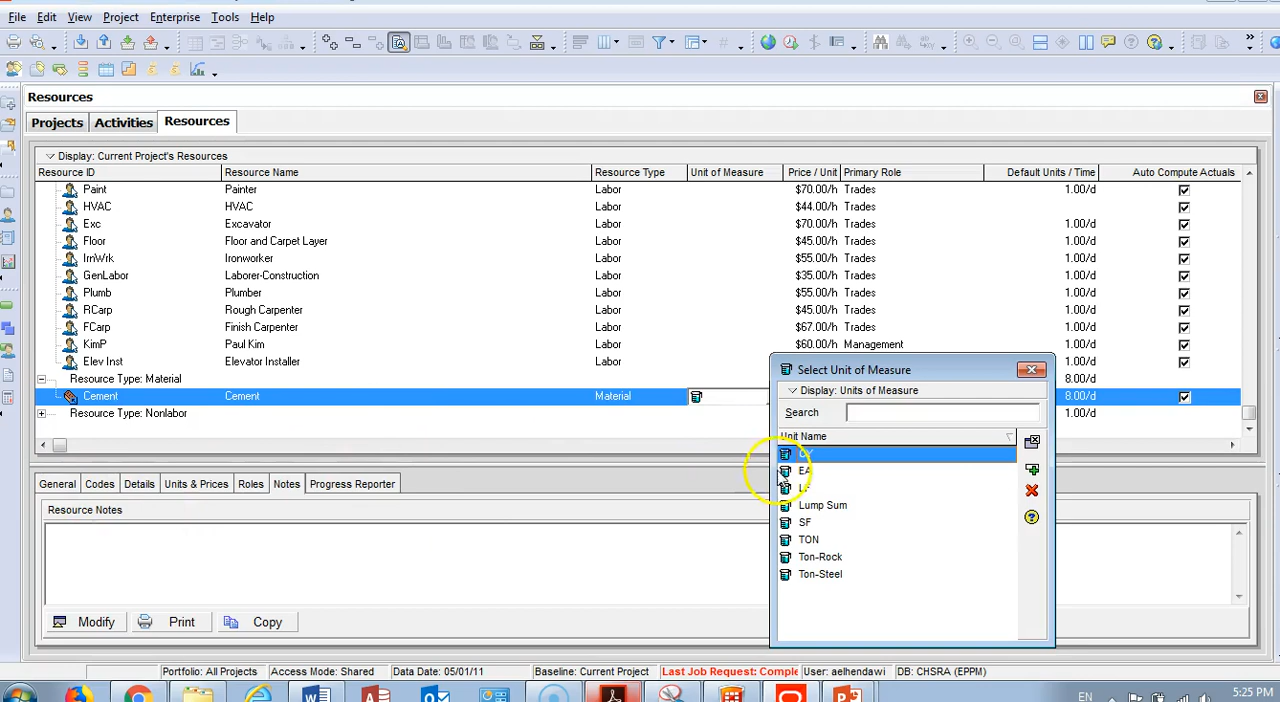 File Edit View Project Enterprise Tools Help
Resources
Projects Activities Resources
Display: Current Project's Resources
Resource ID Resource Name Resource Type Unit of Measure Price / Unit Primary Role Default Units / Time Auto Compute Actuals
Paint Painter Labor $70.00/h Trades 1.00/d
HVAC HVAC Labor $44.00/h Trades
Exc Excavator Labor $70.00/h Trades 1.00/d
Floor Floor and Carpet Layer Labor $45.00/h Trades 1.00/d
IrnWrk Ironworker Labor $55.00/h Trades 1.00/d
GenLabor Laborer-Construction Labor $35.00/h Trades 1.00/d
Plumb Plumber Labor $55.00/h Trades 1.00/d
RCarp Rough Carpenter Labor $45.00/h Trades 1.00/d
FCarp Finish Carpenter Labor $67.00/h Trades 1.00/d
KimP Paul Kim Labor $60.00/h Management 1.00/d
Elev Inst Elevator Installer Labor 1.00/d
Resource Type: Material 8.00/d
Cement Cement Material 8.00/d
Resource Type: Nonlabor 1.00/d
Select Unit of Measure
Display: Units of Measure
Search
Unit Name
EA
Lump Sum
SF
TON
Ton-Rock
Ton-Steel
General Codes Details Units & Prices Roles Notes Progress Reporter
Resource Notes
Modify Print Copy
Portfolio: All Projects Access Mode: Shared Data Date: 05/01/11 Baseline: Current Project Last Job Request: Comple User: aelhendawi DB: CHSRA (EPPM)
EN 5:25 PM